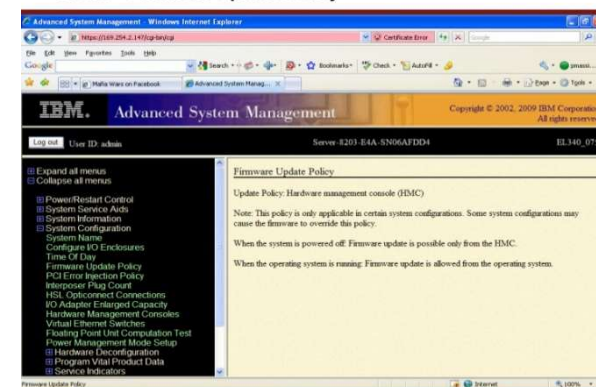 Advanced System Management - Windows Internet Explorer
https://169.254.2.147/cgi-bin/cgi
Certificate Error
Google
File Edit View Favorites Tools Help
Google
Search
Bookmarks
Check
AutoFill
Mafia Wars on Facebook
Advanced System Manag...
Page
Tools
IBM.
Advanced System Management
Copyright © 2002, 2009 IBM Corporation
All rights reserved
Log out
User ID: admin
Server-8203-E4A-SN06AFDD4
EL340_075
Expand all menus
Collapse all menus
Power/Restart Control
System Service Aids
System Information
System Configuration
System Name
Configure I/O Enclosures
Time Of Day
Firmware Update Policy
PCI Error Injection Policy
Interposer Plug Count
HSL Opticonnect Connections
I/O Adapter Enlarged Capacity
Hardware Management Consoles
Virtual Ethernet Switches
Floating Point Unit Computation Test
Power Management Mode Setup
Hardware Deconfiguration
Program Vital Product Data
Service Indicators
Firmware Update Policy
Update Policy: Hardware management console (HMC)
Note: This policy is only applicable in certain system configurations. Some system configurations may
cause the firmware to override this policy.
When the system is powered off: Firmware update is possible only from the HMC.
When the operating system is running: Firmware update is allowed from the operating system.
Firmware Update Policy
Internet
100%